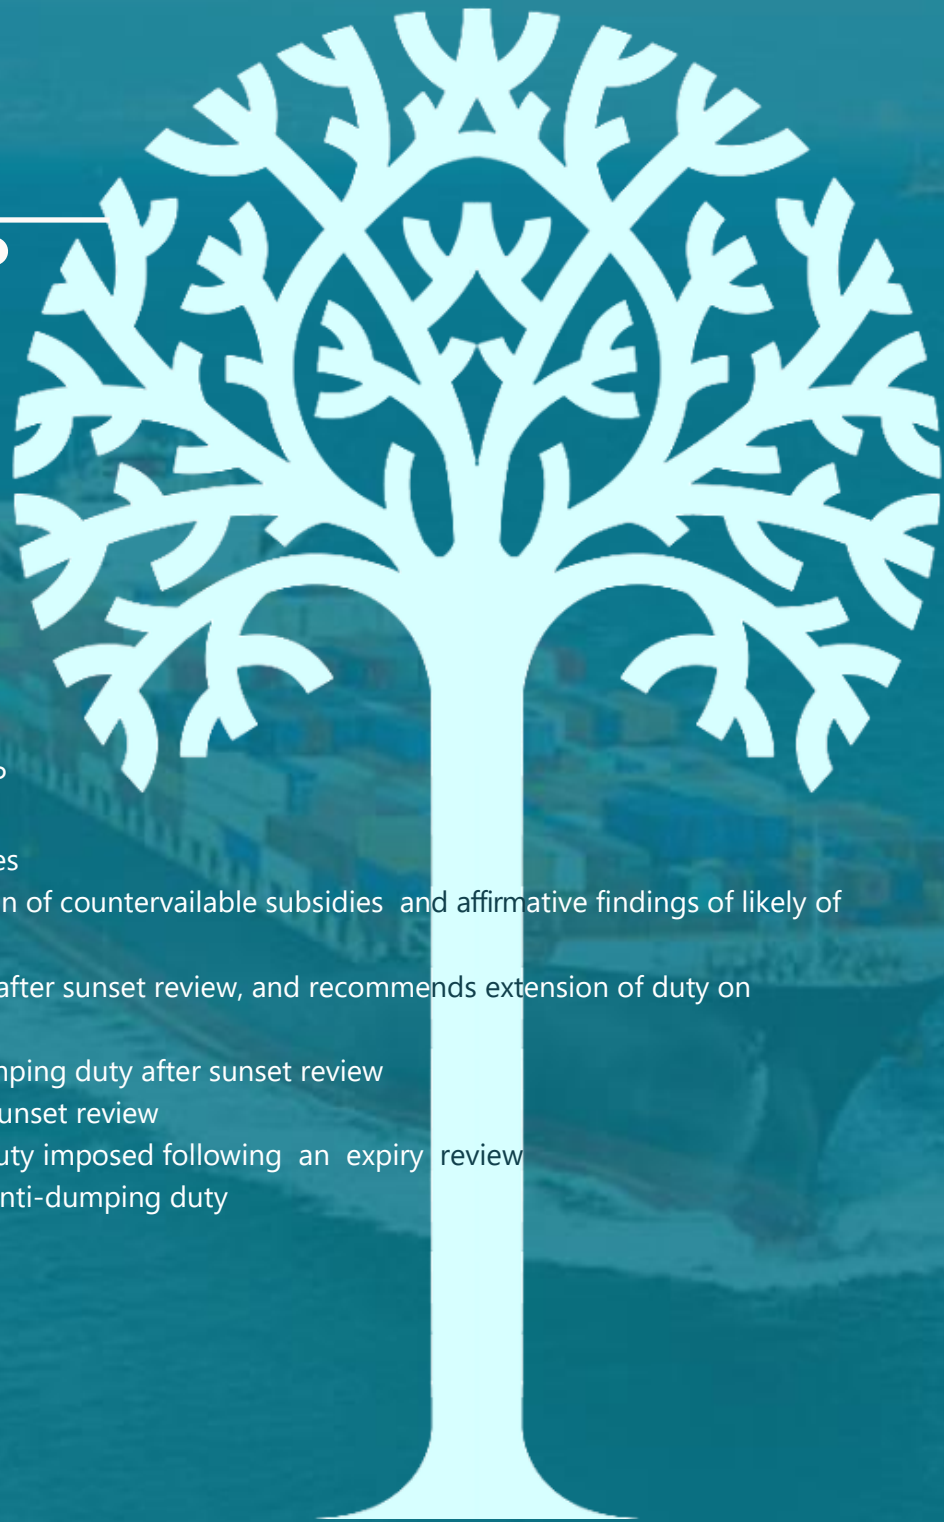 es
n of countervailable subsidies and affirmative findings of likely of
after sunset review, and recommends extension of duty on
nping duty after sunset review
unset review
uty imposed following an expiry review
nti-dumping duty